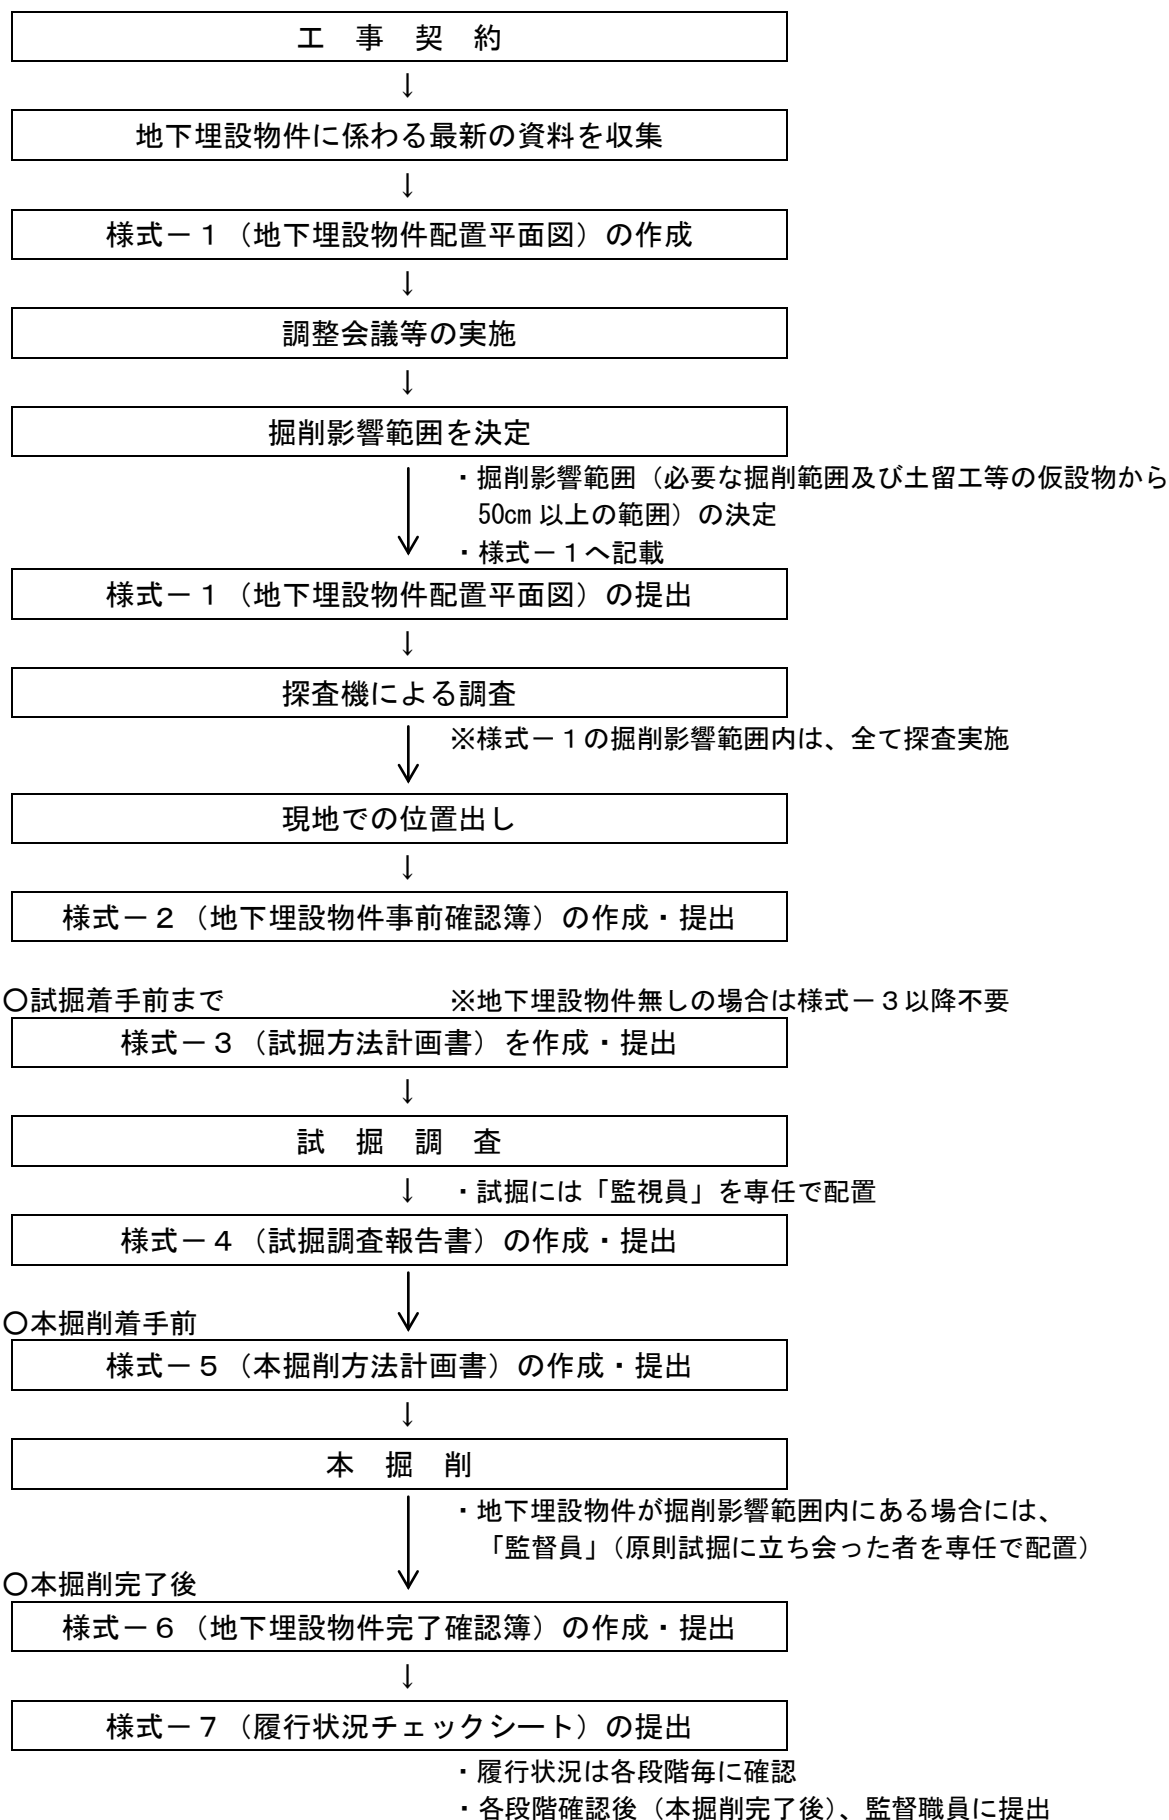 工　事　契　約
↓
地下埋設物件に係わる最新の資料を収集
↓
様式－１（地下埋設物件配置平面図）の作成
↓
調整会議等の実施
↓
掘削影響範囲を決定
・掘削影響範囲（必要な掘削範囲及び土留工等の仮設物から
50cm 以上の範囲）の決定
・様式－１へ記載
様式－１（地下埋設物件配置平面図）の提出
↓
探査機による調査
※様式－１の掘削影響範囲内は、全て探査実施
現地での位置出し
↓
様式－２（地下埋設物件事前確認簿）の作成・提出
○試掘着手前まで　　　　　　　　※地下埋設物件無しの場合は様式－３以降不要
様式－３（試掘方法計画書）を作成・提出
↓
試　掘　調　査
↓　・試掘には「監視員」を専任で配置
様式－４（試掘調査報告書）の作成・提出
○本掘削着手前
様式－５（本掘削方法計画書）の作成・提出
↓
本　掘　削
・地下埋設物件が掘削影響範囲内にある場合には、
「監督員」（原則試掘に立ち会った者を専任で配置）
○本掘削完了後
様式－６（地下埋設物件完了確認簿）の作成・提出
↓
様式－７（履行状況チェックシート）の提出
・履行状況は各段階毎に確認
・各段階確認後（本掘削完了後）、監督職員に提出